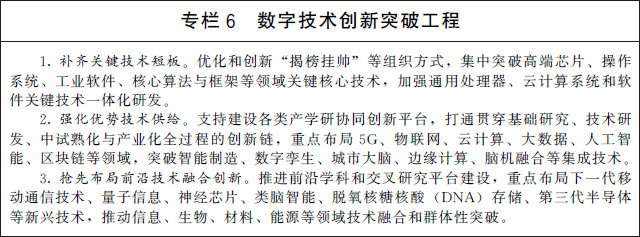 专栏 6 数字技术创新突破工程
1. 补齐关键技术短板。优化和创新“揭榜挂帅”等组织方式，集中突破高端芯片、操作
系统、工业软件、核心算法与框架等领域关键核心技术，加强通用处理器、云计算系统和软
件关键技术一体化研发。
2. 强化优势技术供给。支持建设各类产学研协同创新平台，打通贯穿基础研究、技术研
发、中试熟化与产业化全过程的创新链，重点布局 5G、物联网、云计算、大数据、人工智
能、区块链等领域，突破智能制造、数字孪生、城市大脑、边缘计算、脑机融合等集成技术。
3. 抢先布局前沿技术融合创新。推进前沿学科和交叉研究平台建设，重点布局下一代移
动通信技术、量子信息、神经芯片、类脑智能、脱氧核糖核酸（DNA）存储、第三代半导体
等新兴技术，推动信息、生物、材料、能源等领域技术融合和群体性突破。